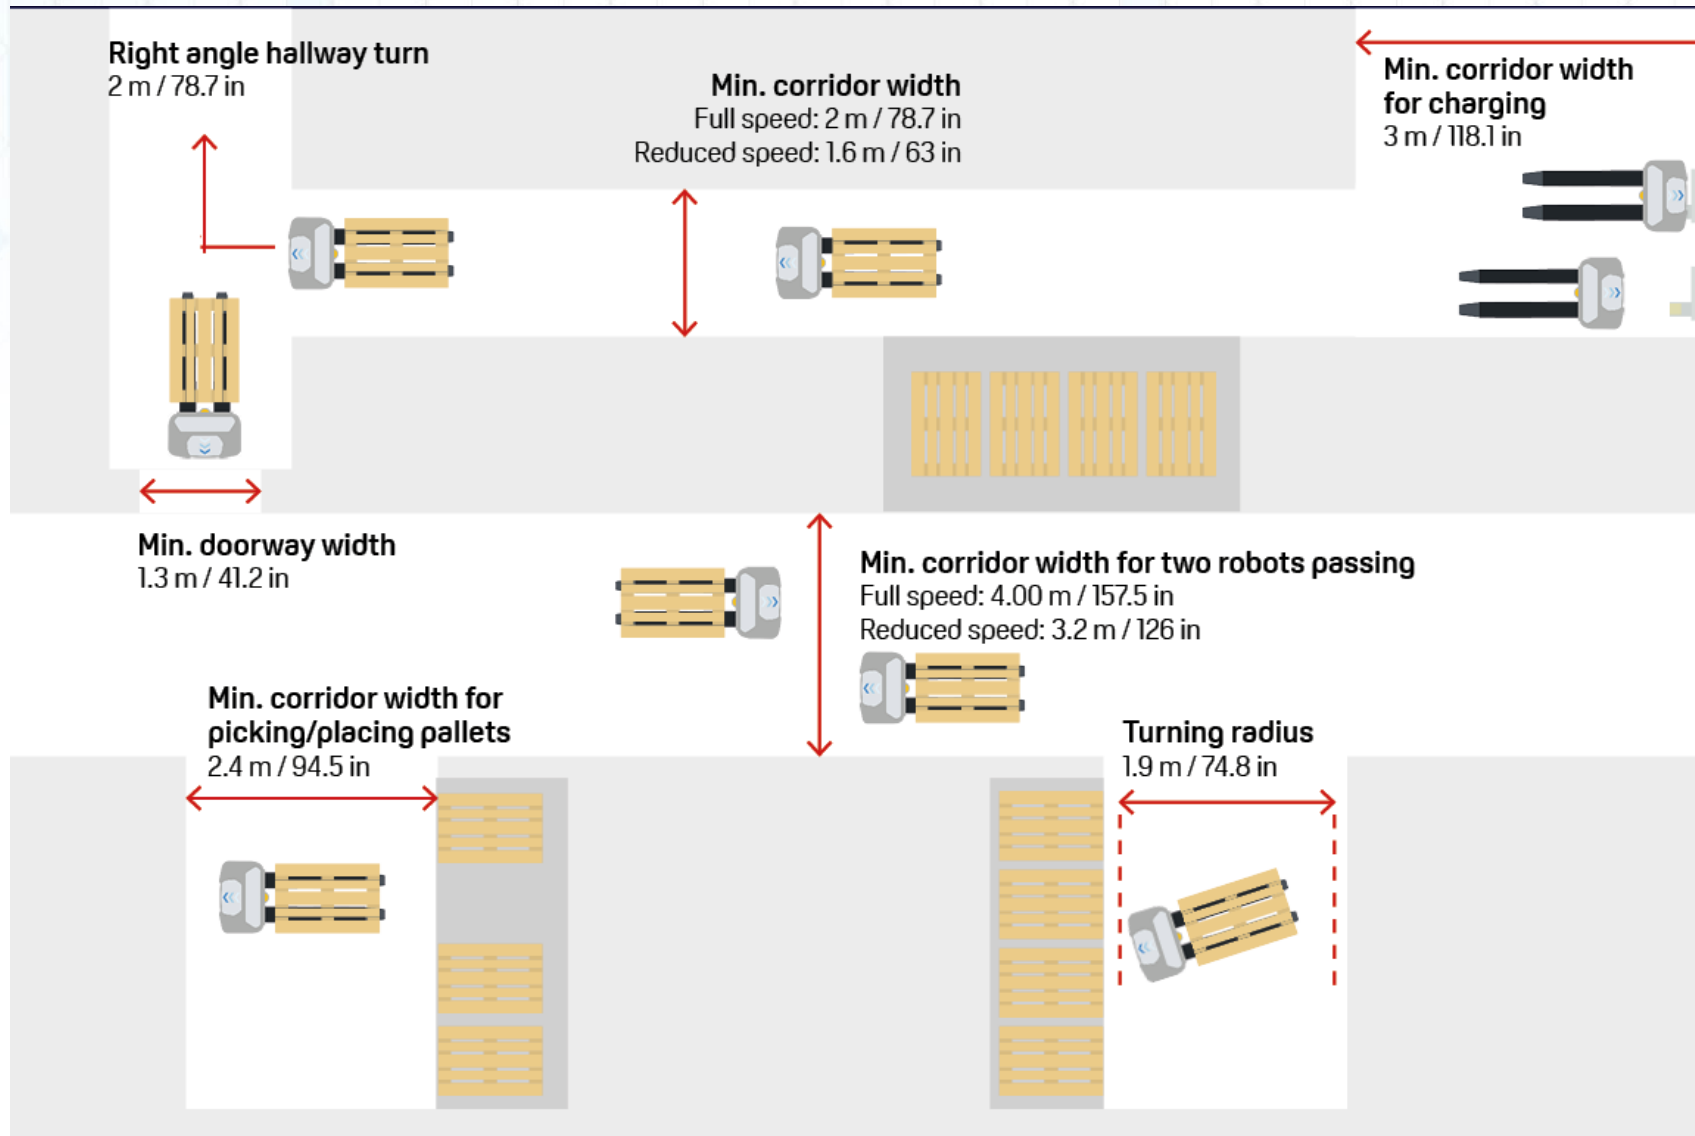 Right angle hallway turn
2 m / 78.7 in
Min. corridor width
Full speed: 2 m / 78.7 in
Reduced speed: 1.6 m / 63 in
Min. corridor width
for charging
3 m / 118.1 in
Min. doorway width
1.3 m / 41.2 in
Min. corridor width for two robots passing
Full speed: 4.00 m / 157.5 in
Reduced speed: 3.2 m / 126 in
Min. corridor width for
picking/placing pallets
2.4 m / 94.5 in
Turning radius
1.9 m / 74.8 in